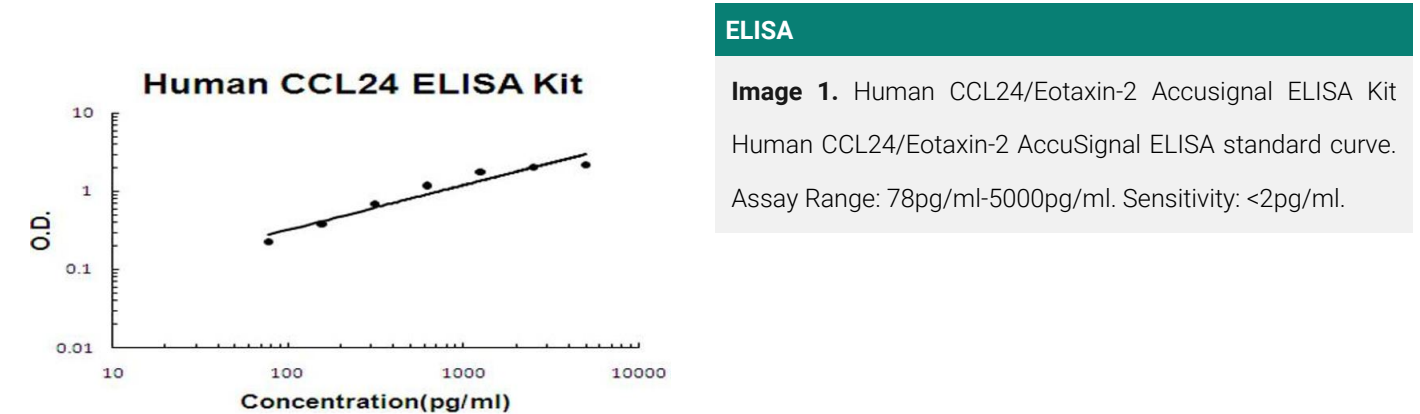 Human CCL24 ELISA Kit
10
1
0.1
0.01
O.D.
10
100
1000
10000
Concentration(pg/ml)
ELISA
Image 1. Human CCL24/Eotaxin-2 Accusignal ELISA Kit
Human CCL24/Eotaxin-2 AccuSignal ELISA standard curve.
Assay Range: 78pg/ml-5000pg/ml. Sensitivity: <2pg/ml.